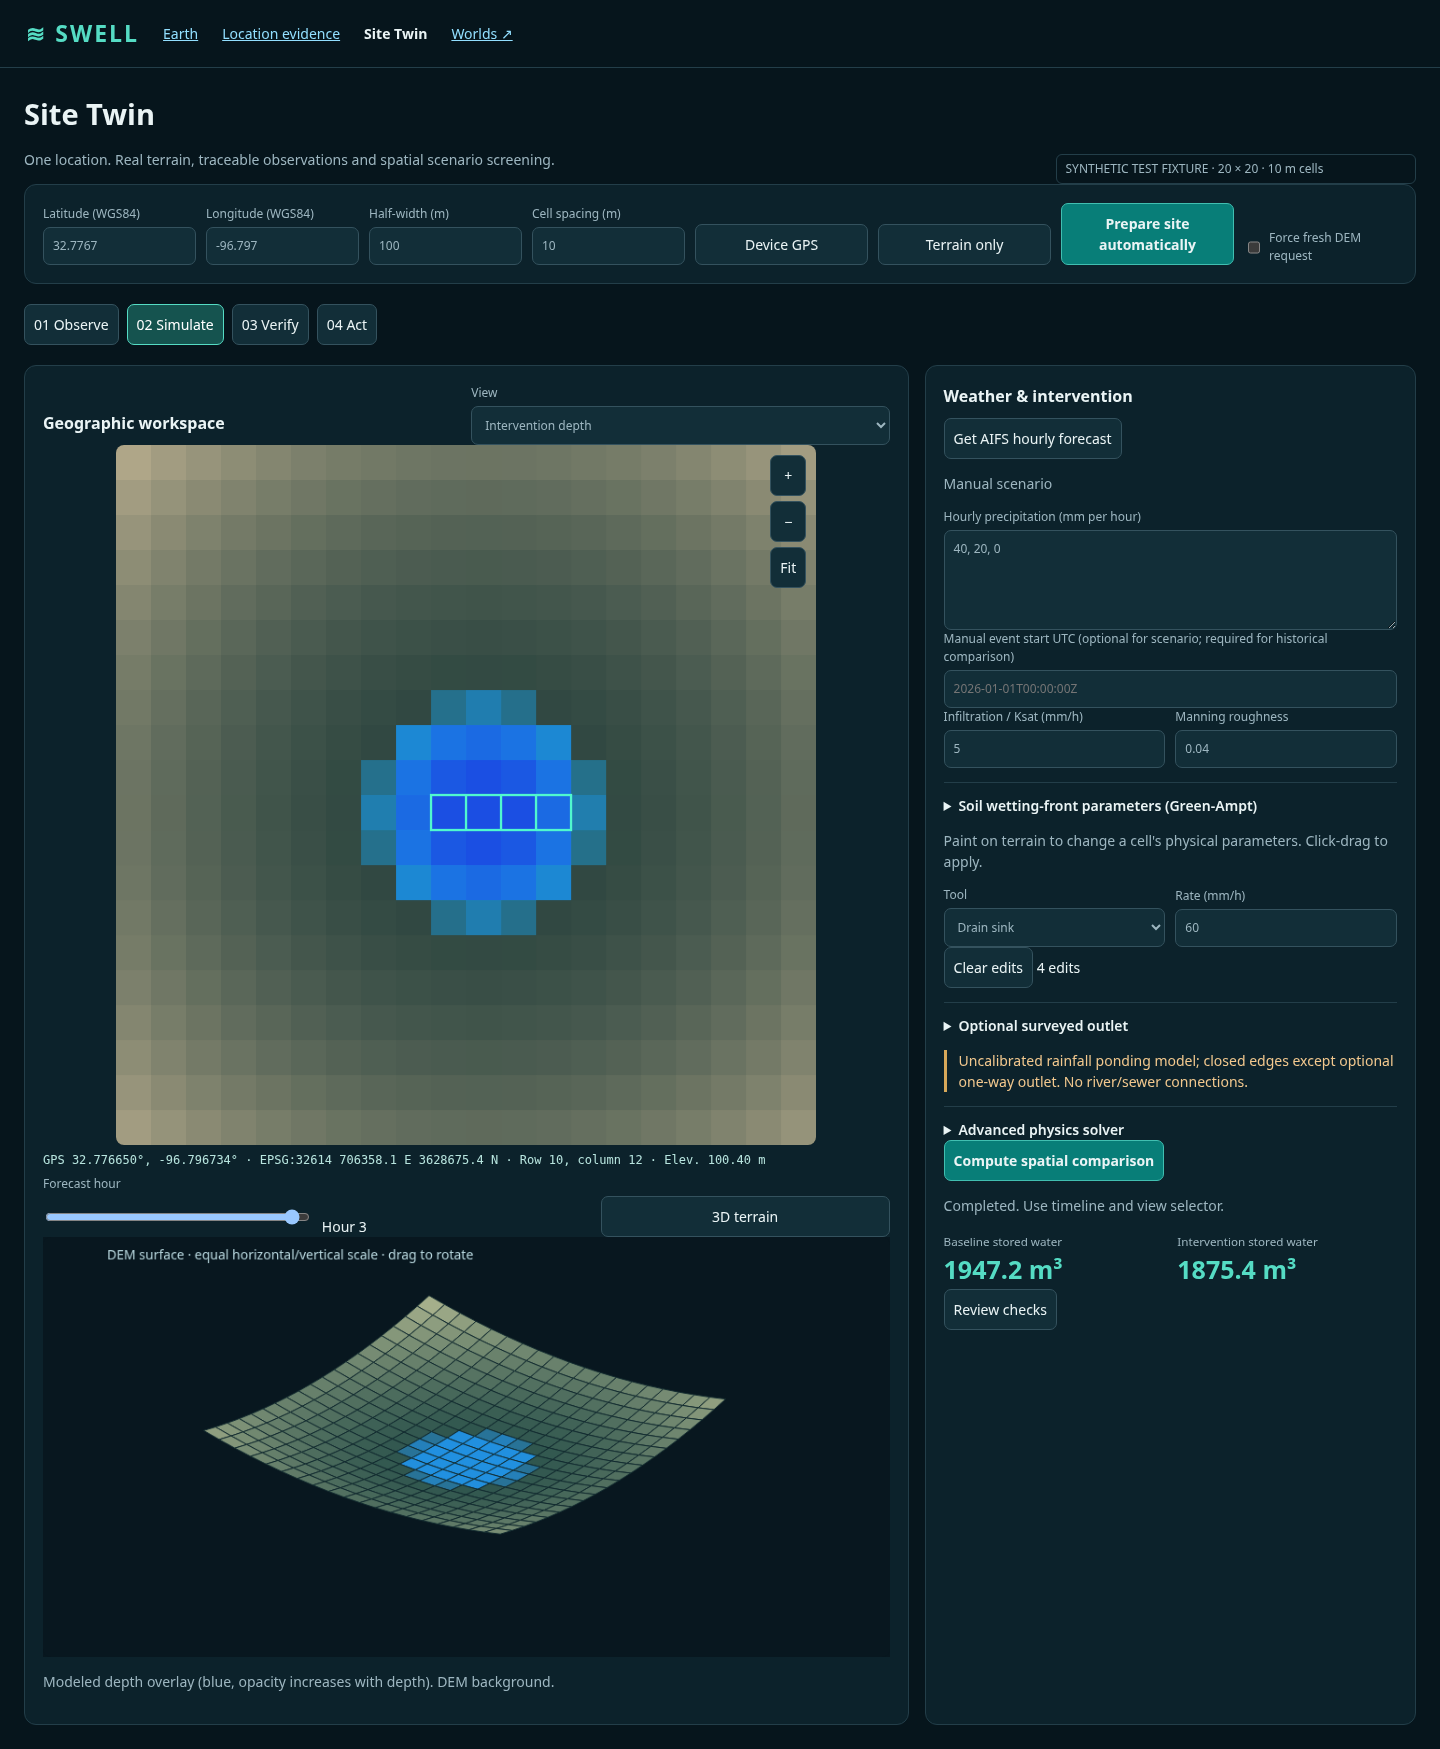 ≋ SWELL
Earth
Location evidence
Site Twin
Worlds ↗
Site Twin
One location. Real terrain, traceable observations and spatial scenario screening.
SYNTHETIC TEST FIXTURE · 20 × 20 · 10 m cells
Latitude (WGS84)
32.7767
Longitude (WGS84)
-96.797
Half-width (m)
100
Cell spacing (m)
10
Device GPS
Terrain only
Prepare site
automatically
Force fresh DEM
request
01 Observe
02 Simulate
03 Verify
04 Act
Geographic workspace
View
Intervention depth
+
−
Fit
GPS 32.776650°, -96.796734° · EPSG:32614 706358.1 E 3628675.4 N · Row 10, column 12 · Elev. 100.40 m
Forecast hour
Hour 3
3D terrain
DEM surface · equal horizontal/vertical scale · drag to rotate
Modeled depth overlay (blue, opacity increases with depth). DEM background.
Weather & intervention
Get AIFS hourly forecast
Manual scenario
Hourly precipitation (mm per hour)
40, 20, 0
Manual event start UTC (optional for scenario; required for historical
comparison)
2026-01-01T00:00:00Z
Infiltration / Ksat (mm/h)
5
Manning roughness
0.04
▶ Soil wetting-front parameters (Green-Ampt)
Paint on terrain to change a cell's physical parameters. Click-drag to
apply.
Tool
Drain sink
Rate (mm/h)
60
Clear edits
4 edits
▶ Optional surveyed outlet
Uncalibrated rainfall ponding model; closed edges except optional
one-way outlet. No river/sewer connections.
▶ Advanced physics solver
Compute spatial comparison
Completed. Use timeline and view selector.
Baseline stored water
1947.2 m³
Intervention stored water
1875.4 m³
Review checks